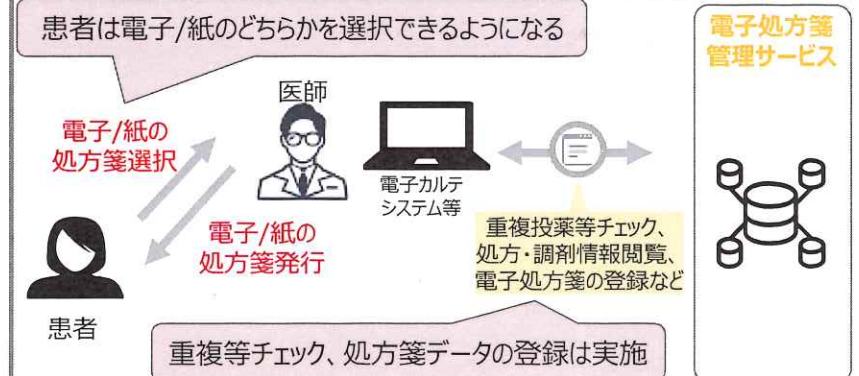 患者は電子/紙のどちらかを選択できるようになる
電子処方箋
管理サービス
医師
電子/紙の
処方箋選択
電子カルテ
システム等
電子/紙の
処方箋発行
重複投薬等チェック、
処方・調剤情報閲覧、
電子処方箋の登録など
患者
重複等チェック、処方箋データの登録は実施